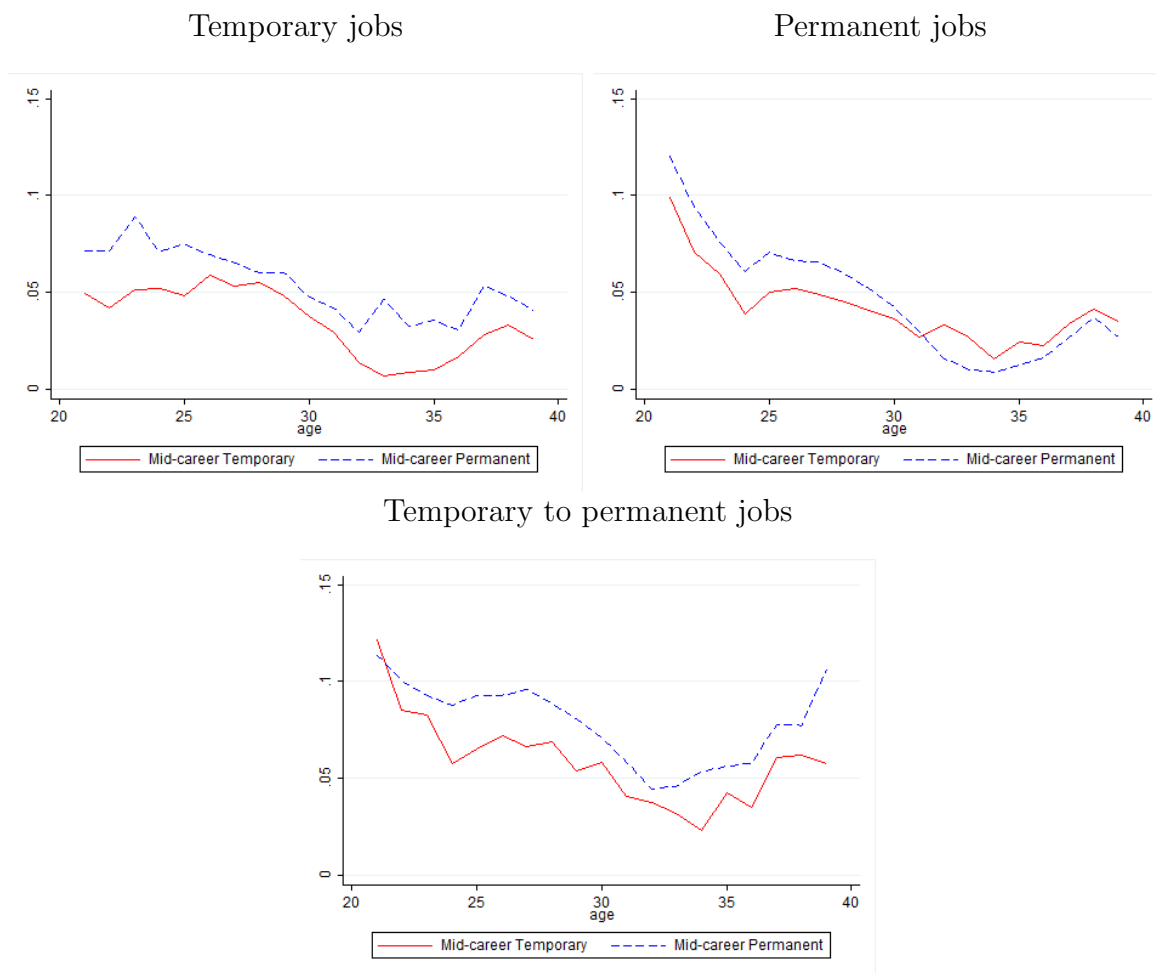 Temporary jobs
Permanent jobs
.15
.1
.05
0
20 25 30 35 40
age
Mid-career Temporary Mid-career Permanent
.15
.1
.05
0
20 25 30 35 40
age
Mid-career Temporary Mid-career Permanent
Temporary to permanent jobs
.15
.1
.05
0
20 25 30 35 40
age
Mid-career Temporary Mid-career Permanent